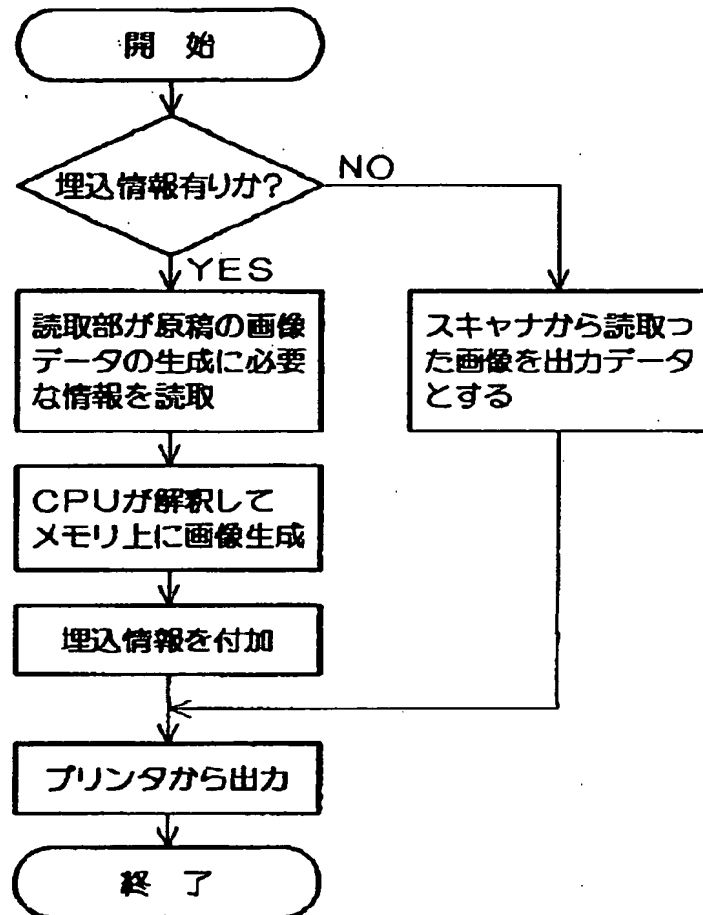 開 始
埋込情報有りか?
NO
YES
読取部が原稿の画像
データの生成に必要
な情報を読取
スキャナから読取っ
た画像を出力データ
とする
CPUが解釈して
メモリ上に画像生成
埋込情報を付加
プリンタから出力
終 了